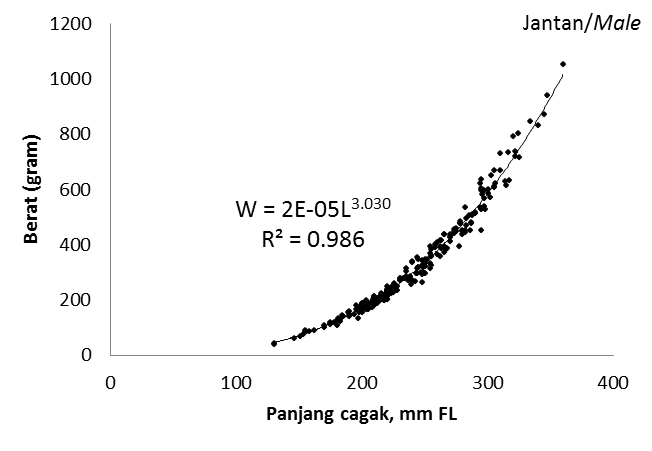 Jantan/Male
1200
1000
800
600
400
200
0
Berat (gram)
W = 2E-05L^3.030
R² = 0.986
0 100 200 300 400
Panjang cagak, mm FL